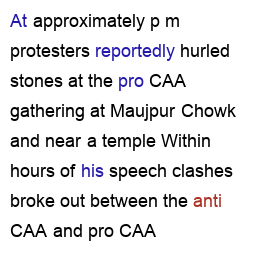 At approximately p m
protesters reportedly hurled
stones at the pro CAA
gathering at Maujpur Chowk
and near a temple Within
hours of his speech clashes
broke out between the anti
CAA and pro CAA